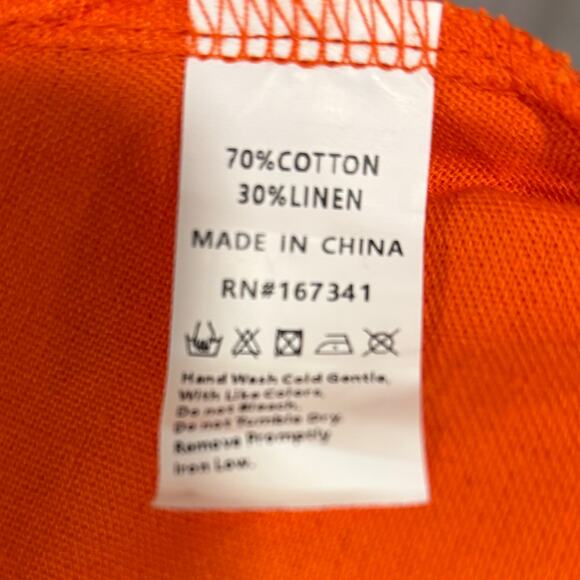 70%COTTON
30%LINEN
MADE IN CHINA
RN#167341
Hand Wash Cold Gentle,
With Like Colors,
Do not Bleach,
Do not Tumble Dry
Remove Promptly
Iron Low.